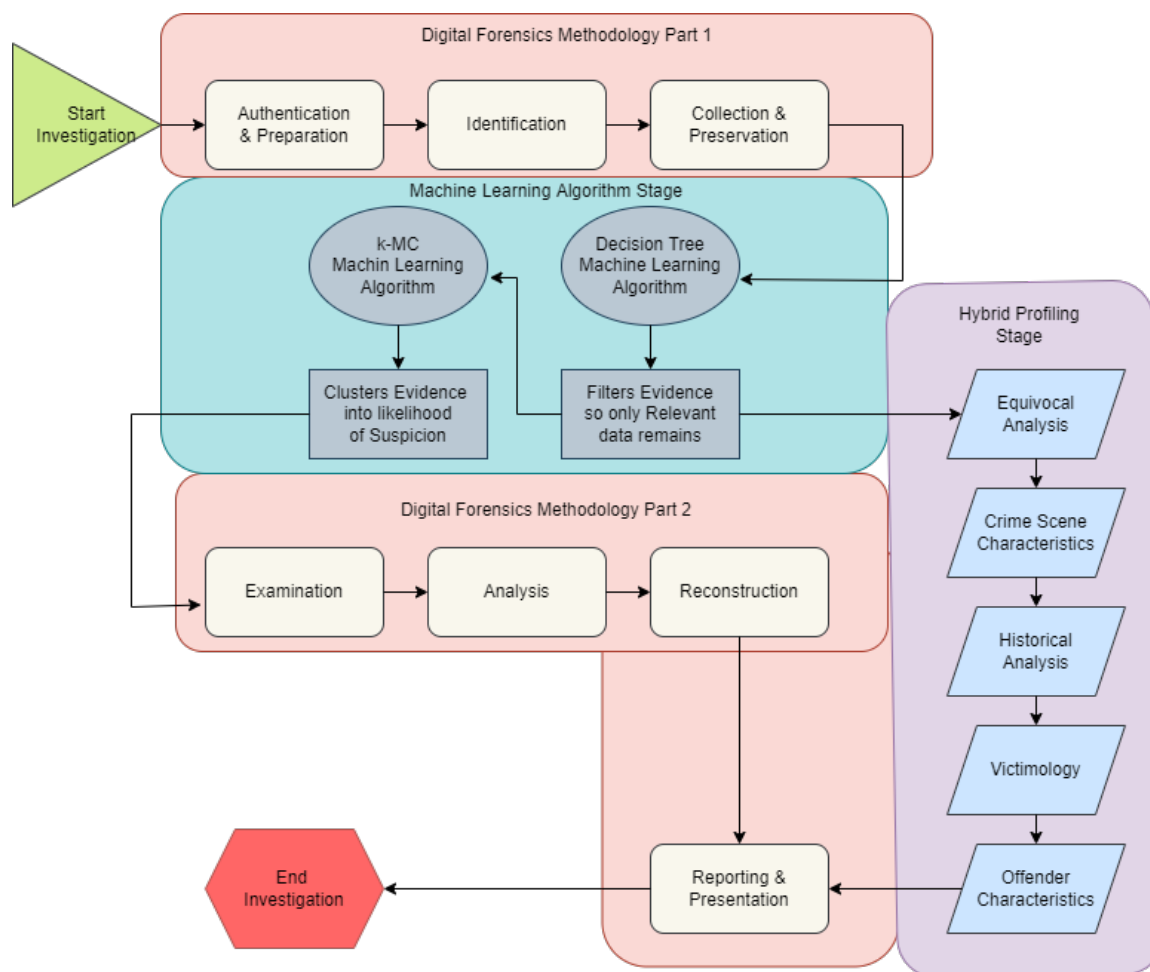 Digital Forensics Methodology Part 1
Start
Investigation
Authentication
& Preparation
Identification
Collection &
Preservation
Machine Learning Algorithm Stage
k-MC
Machin Learning
Algorithm
Decision Tree
Machine Learning
Algorithm
Clusters Evidence
into likelihood
of Suspicion
Filters Evidence
so only Relevant
data remains
Hybrid Profiling
Stage
Equivocal
Analysis
Crime Scene
Characteristics
Historical
Analysis
Victimology
Offender
Characteristics
Digital Forensics Methodology Part 2
Examination
Analysis
Reconstruction
Reporting &
Presentation
End
Investigation